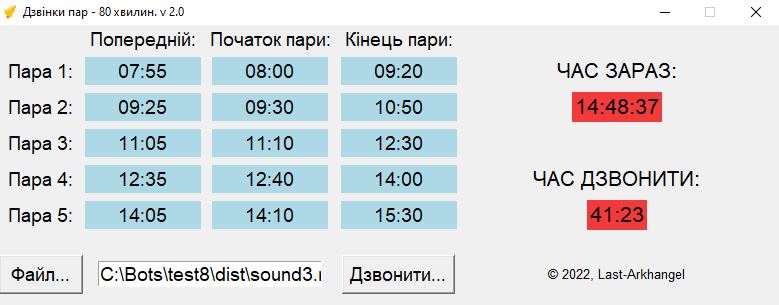 Дзвінки пар - 80 хвилин. v 2.0
Попередній: Початок пари: Кінець пари:
Пара 1: 07:55 08:00 09:20
ЧАС ЗАРАЗ:
Пара 2: 09:25 09:30 10:50
14:48:37
Пара 3: 11:05 11:10 12:30
Пара 4: 12:35 12:40 14:00
ЧАС ДЗВОНИТИ:
Пара 5: 14:05 14:10 15:30
41:23
Файл... C:\Bots\test8\dist\sound3. Дзвонити... © 2022, Last-Arkhangel